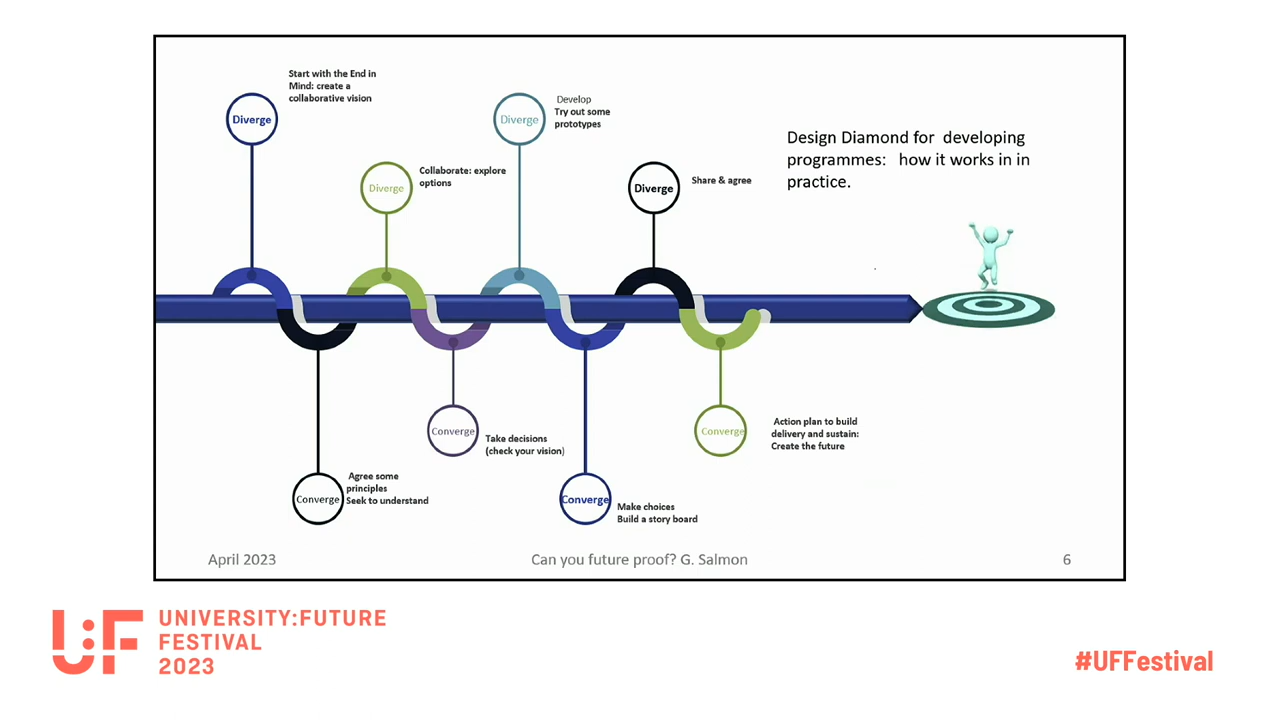 Start with the End in
Mind: create a
collaborative vision
Diverge
Develop
Try out some
prototypes
Diverge
Design Diamond for developing
programmes: how it works in in
practice.
Collaborate: explore
options
Diverge
Share & agree
Diverge
Converge
Take decisions
(check your vision)
Converge
Action plan to build
delivery and sustain:
Create the future
Converge
Agree some
principles
Seek to understand
Converge
Make choices
Build a story board
April 2023
Can you future proof? G. Salmon
6
U:F
UNIVERSITY:FUTURE
FESTIVAL
2023
#UFFestival